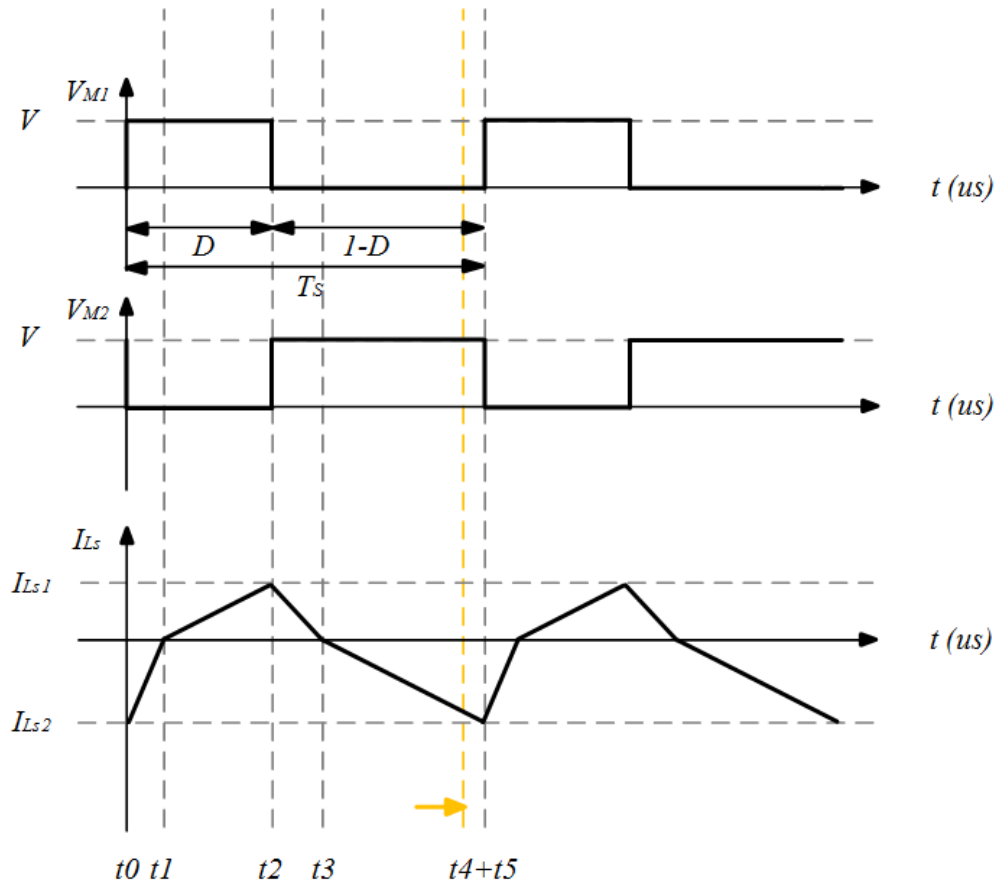 VM1
V
t (us)
D 1-D
TS
VM2
V
t (us)
ILs
ILs1
t (us)
ILs2
t0 t1 t2 t3 t4+t5